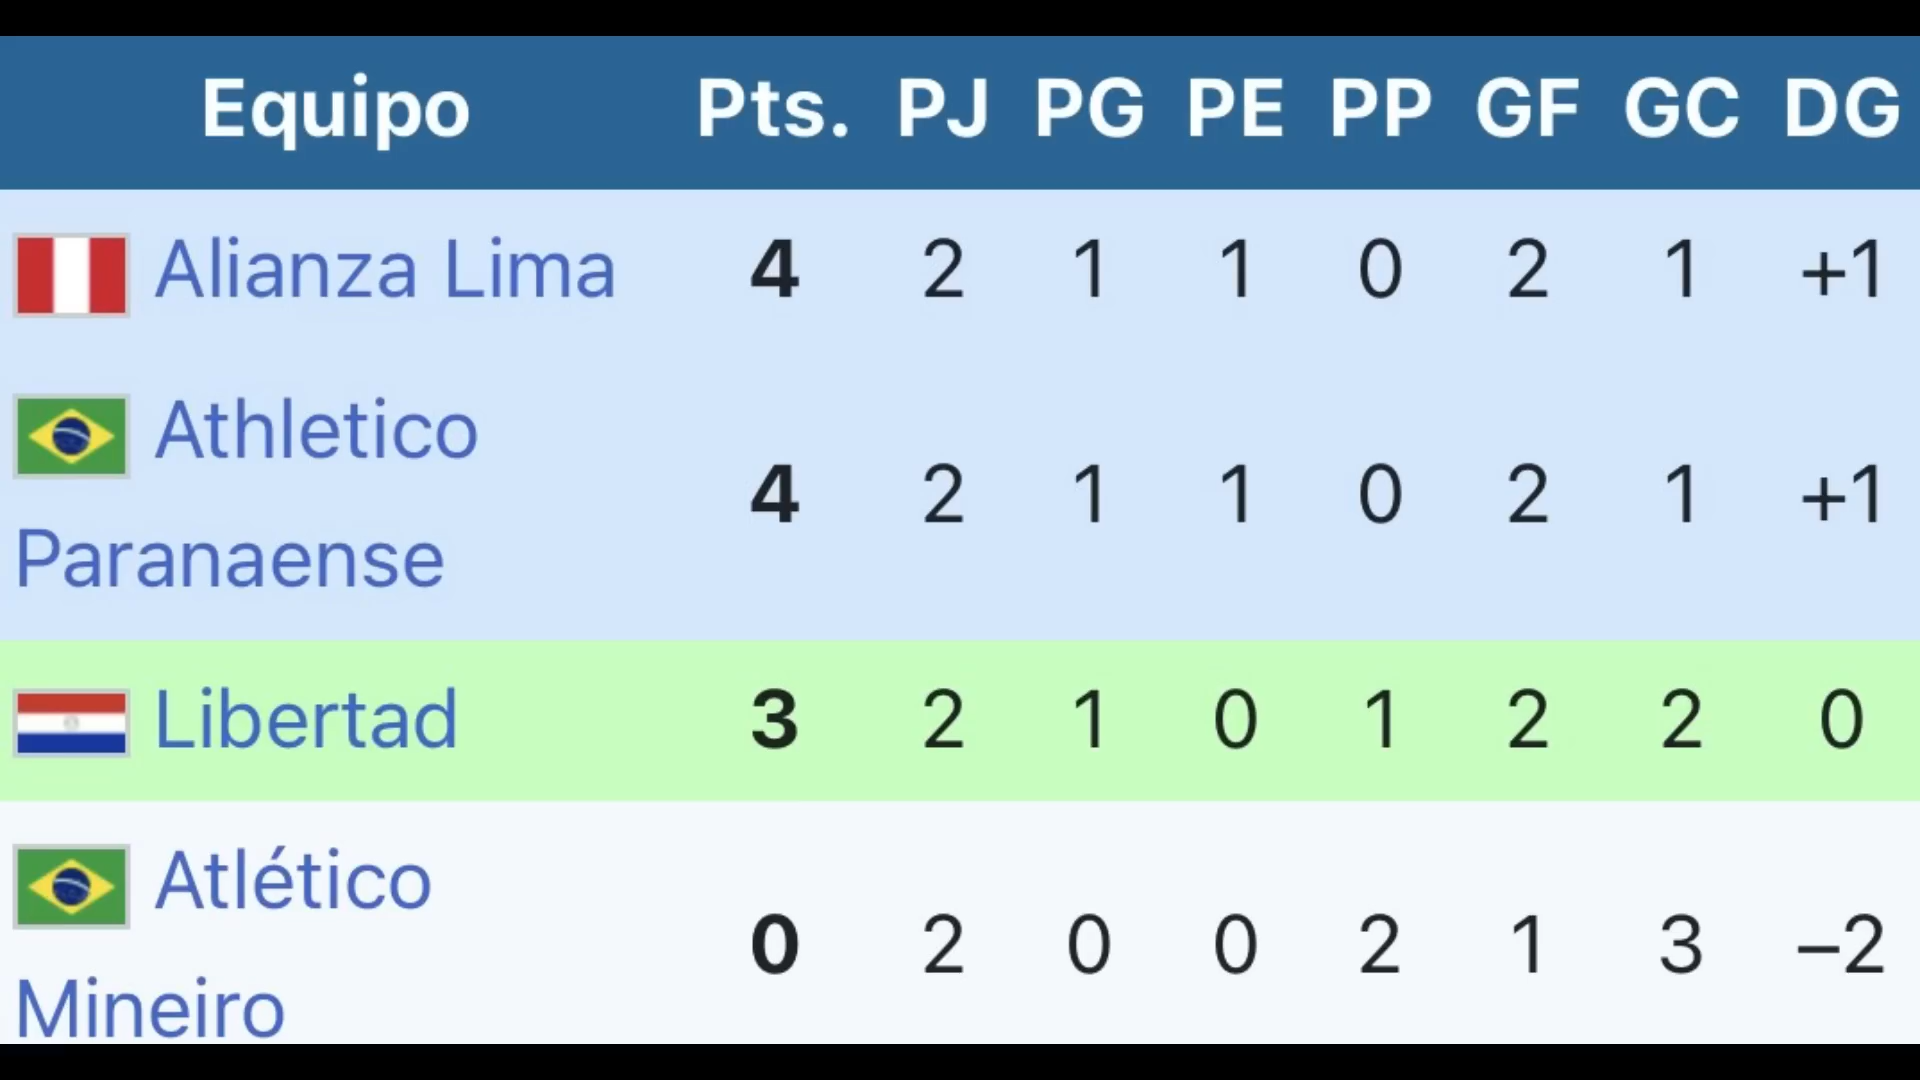 Equipo Pts. PJ PG PE PP GF GC DG
Alianza Lima 4 2 1 1 0 2 1 +1
Athletico
Paranaense 4 2 1 1 0 2 1 +1
Libertad 3 2 1 0 1 2 2 0
Atlético
Mineiro 0 2 0 0 2 1 3 –2